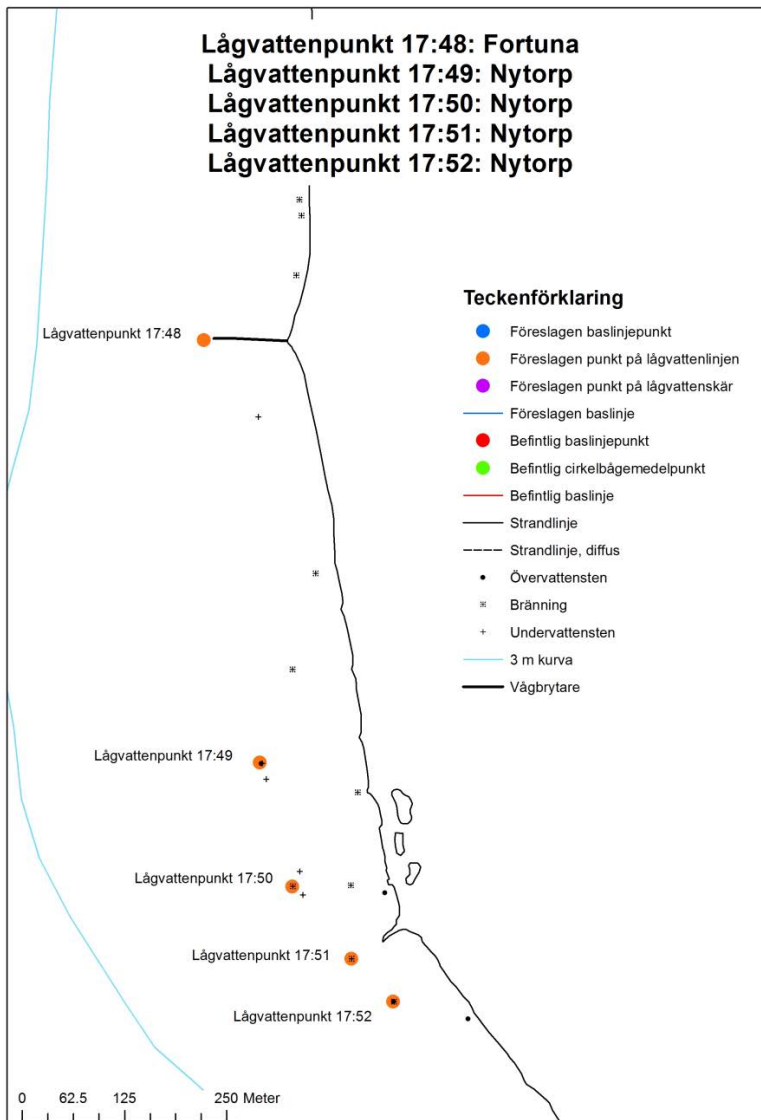 Lågvattenpunkt 17:48: Fortuna
Lågvattenpunkt 17:49: Nytorp
Lågvattenpunkt 17:50: Nytorp
Lågvattenpunkt 17:51: Nytorp
Lågvattenpunkt 17:52: Nytorp
Teckenförklaring
Föreslagen baslinjepunkt
Föreslagen punkt på lågvattenlinjen
Föreslagen punkt på lågvattenskär
Föreslagen baslinje
Befintlig baslinjepunkt
Befintlig cirkelbågemedelpunkt
Befintlig baslinje
Strandlinje
Strandlinje, diffus
Övervattensten
Bränning
Undervattensten
3 m kurva
Vågbrytare
Lågvattenpunkt 17:48
Lågvattenpunkt 17:49
Lågvattenpunkt 17:50
Lågvattenpunkt 17:51
Lågvattenpunkt 17:52
0 62.5 125 250 Meter